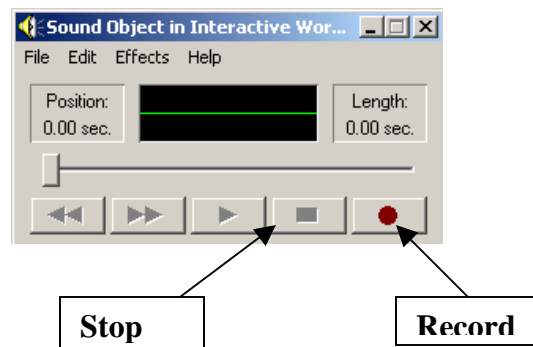 Sound Object in Interactive Wor...
File Edit Effects Help
Position:
0.00 sec.
Length:
0.00 sec.
Stop
Record